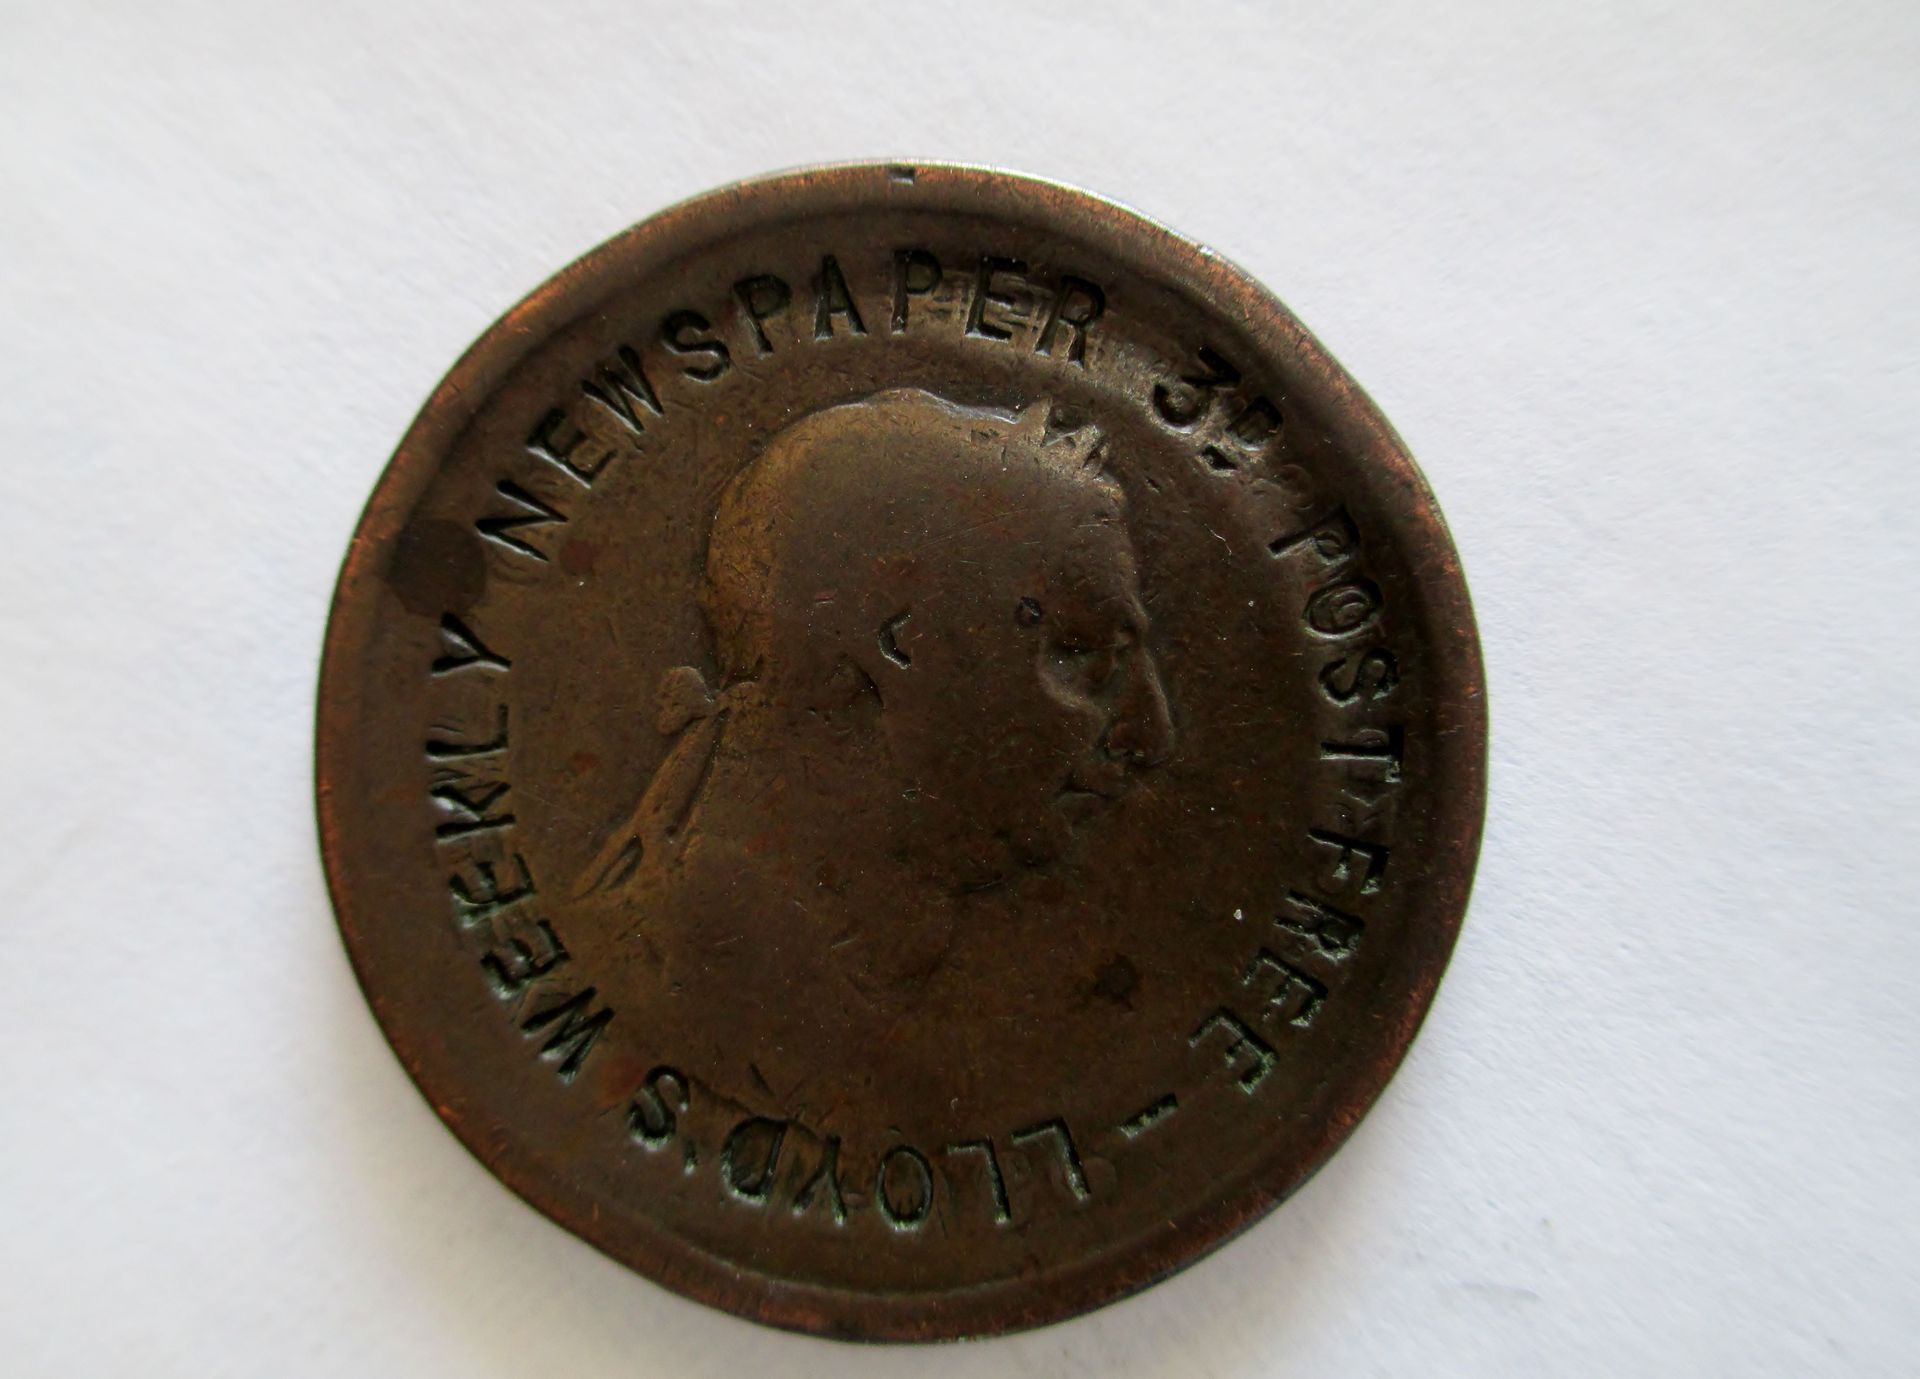 LLOYD'S WEEKLY NEWSPAPER 3D. POST FREE –